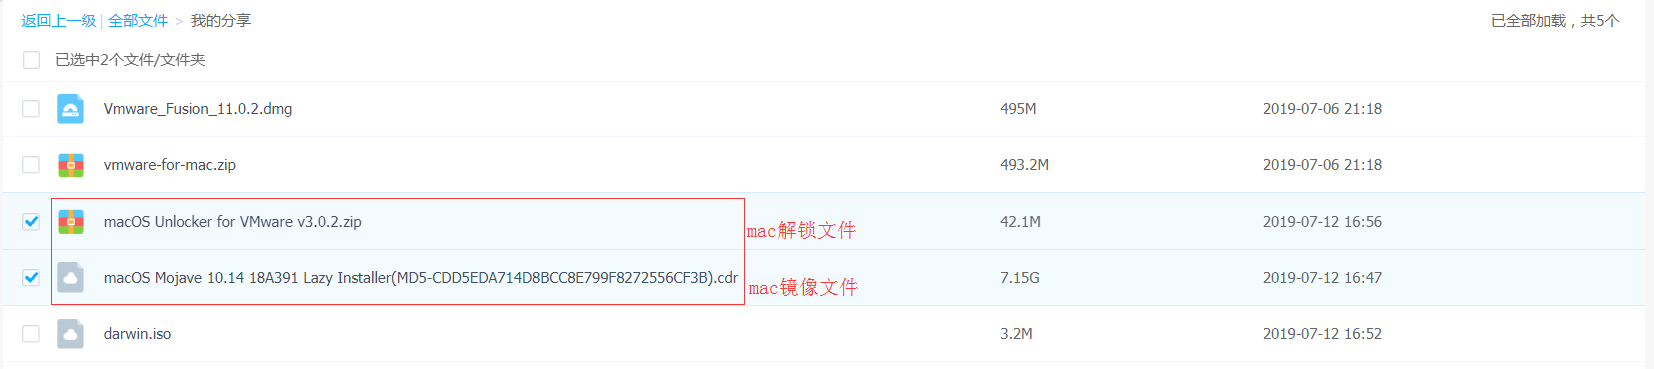 返回上一级 | 全部文件 > 我的分享 已全部加载，共5个
已选中2个文件/文件夹
Vmware_Fusion_11.0.2.dmg 495M 2019-07-06 21:18
vmware-for-mac.zip 493.2M 2019-07-06 21:18
macOS Unlocker for VMware v3.0.2.zip mac解锁文件 42.1M 2019-07-12 16:56
macOS Mojave 10.14 18A391 Lazy Installer(MD5-CDD5EDA714D8BCC8E799F8272556CF3B).cdr mac镜像文件 7.15G 2019-07-12 16:47
darwin.iso 3.2M 2019-07-12 16:52